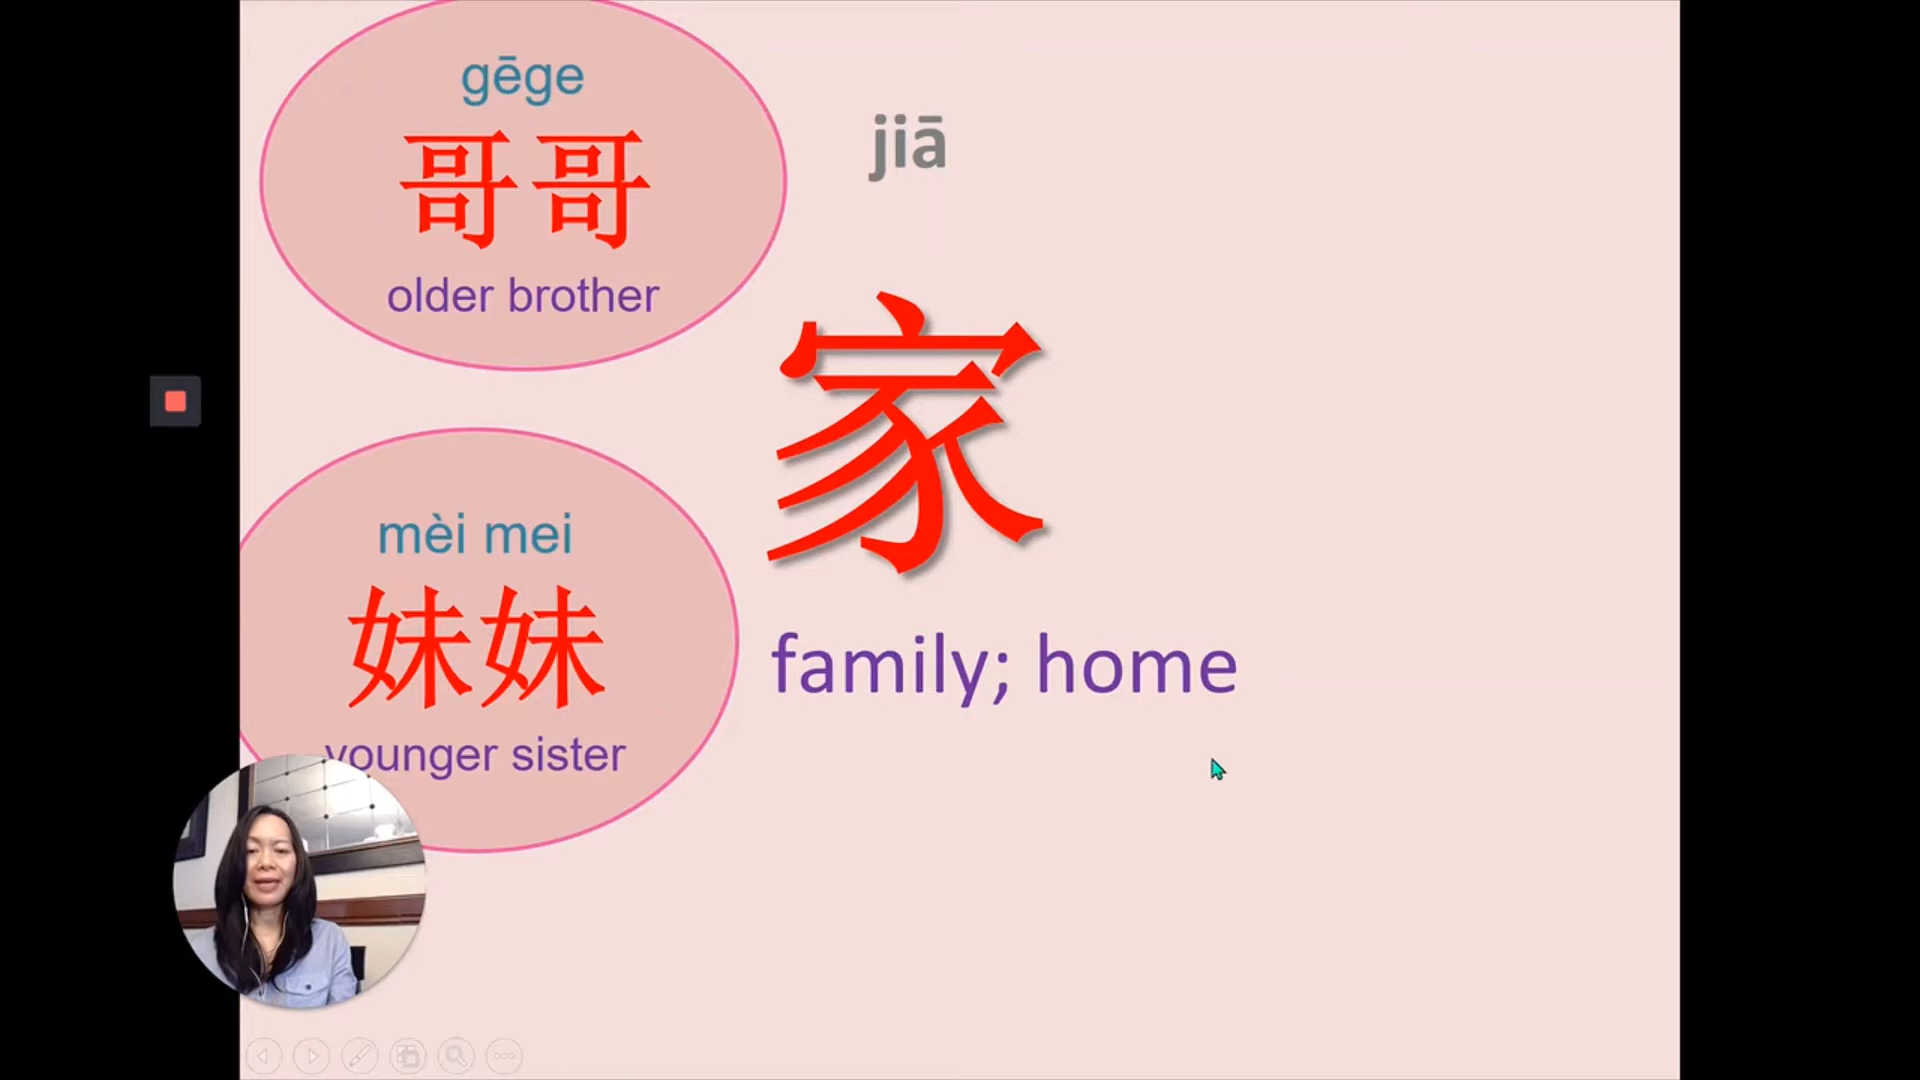 gēge
哥哥
older brother
jiā
家
family; home
mèi mei
妹妹
younger sister